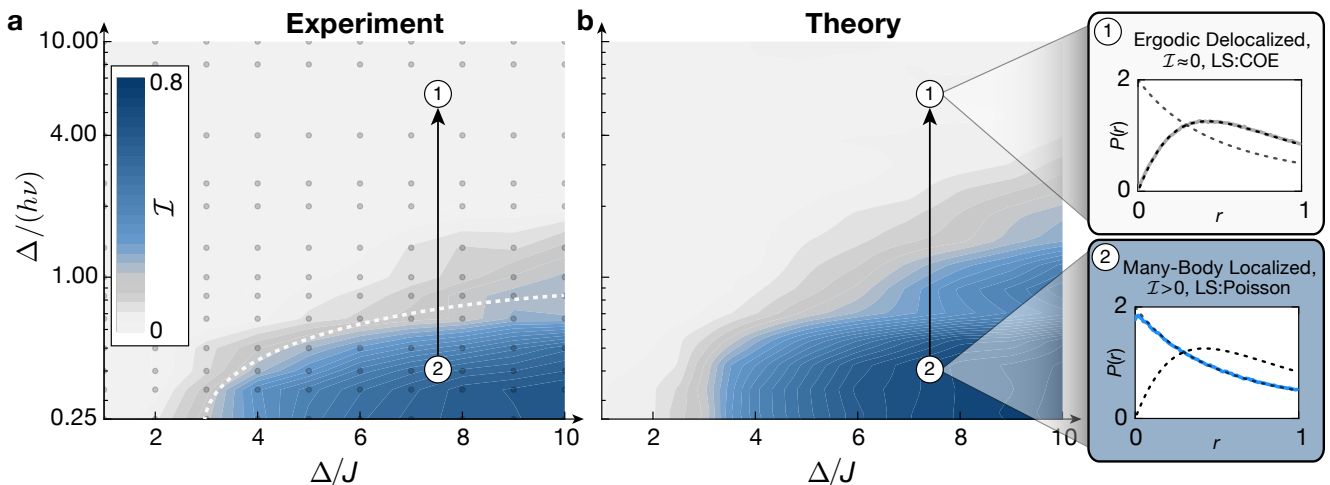 a
Experiment
10.00
4.00
1.00
0.25
Δ/(hν)
0.8
ℐ
0
2
4
6
8
10
Δ/J
1
2
b
Theory
2
4
6
8
10
Δ/J
1
2
1
Ergodic Delocalized,
ℐ≈0, LS:COE
2
P(r)
0
0
r
1
2
Many-Body Localized,
ℐ>0, LS:Poisson
2
P(r)
0
0
r
1